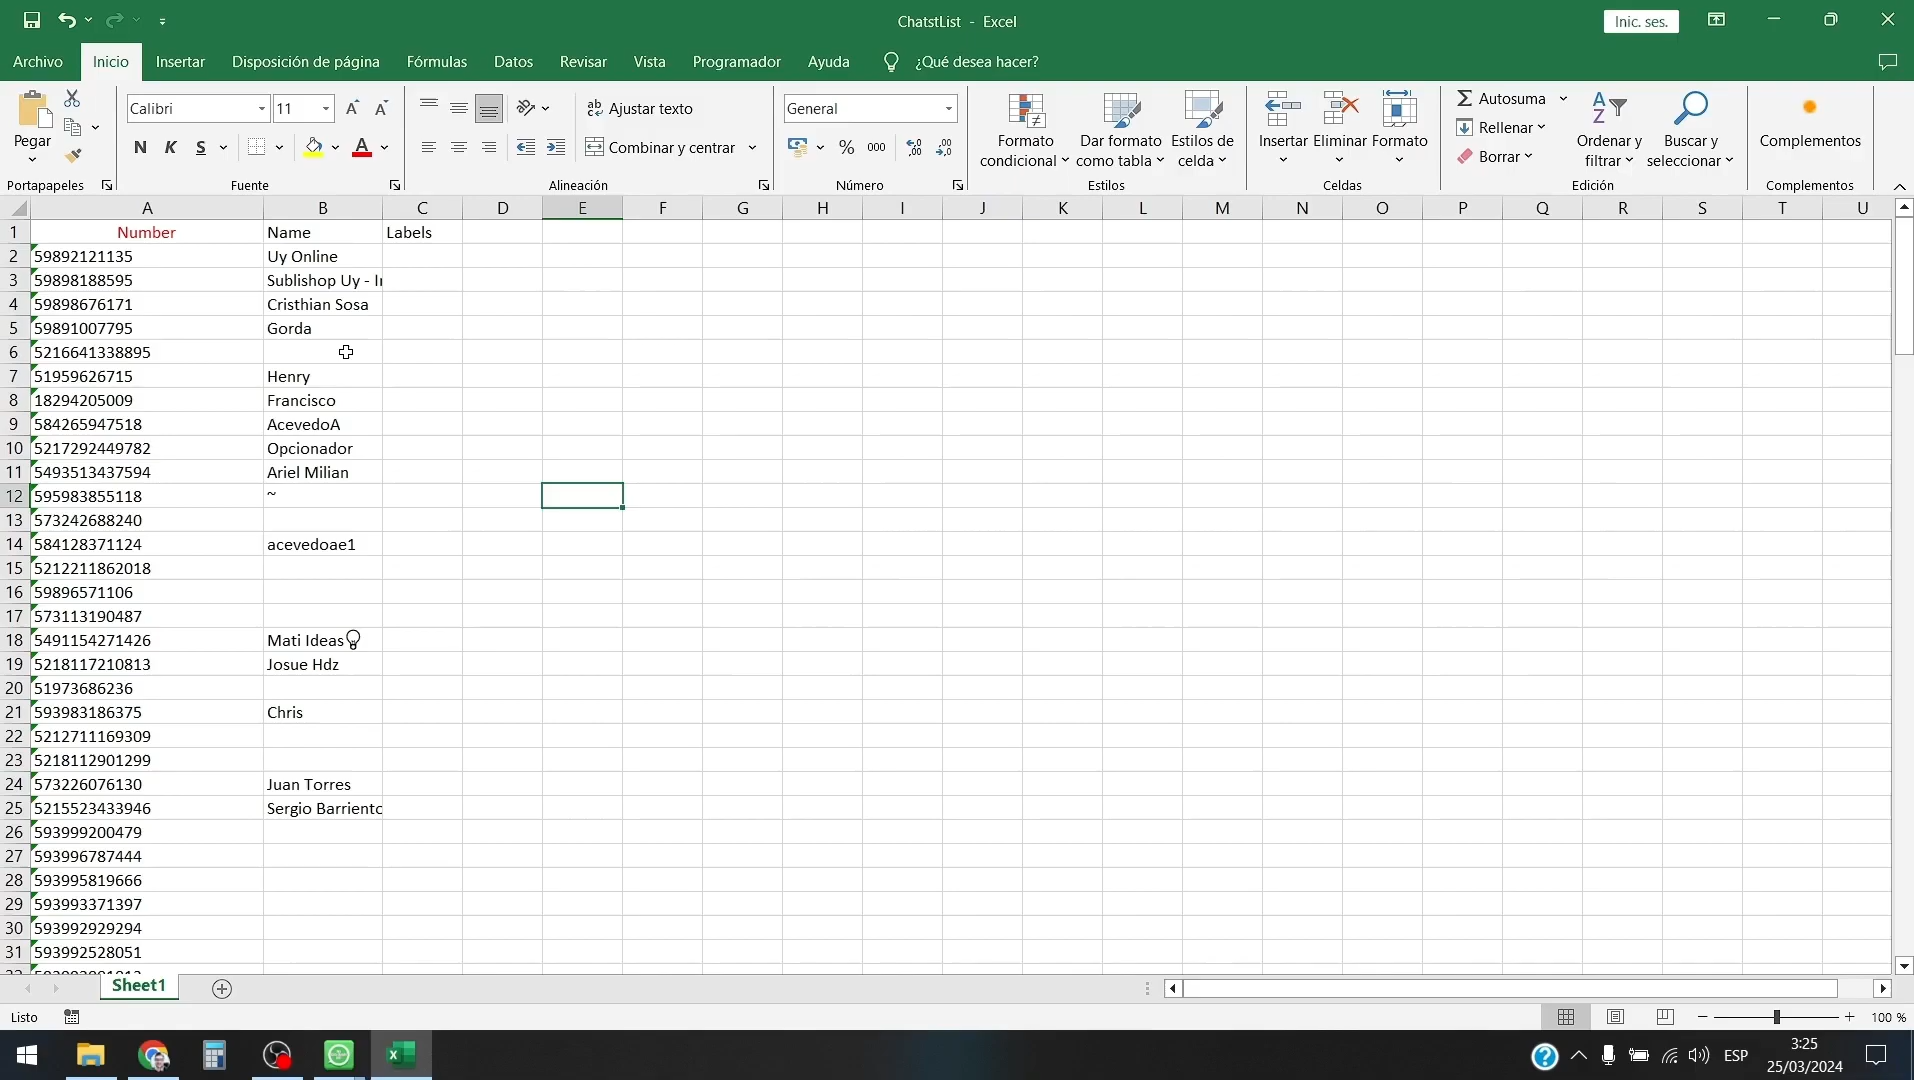 ChatstList - Excel
Inic. ses.
Archivo
Inicio
Insertar
Disposición de página
Fórmulas
Datos
Revisar
Vista
Programador
Ayuda
¿Qué desea hacer?
Pegar
Calibri
11
N K S
ab Ajustar texto
Combinar y centrar
General
% 000
Formato condicional
Dar formato como tabla
Estilos de celda
Insertar
Eliminar
Formato
Autosuma
Rellenar
Borrar
Ordenar y filtrar
Buscar y seleccionar
Complementos
Portapapeles
Fuente
Alineación
Número
Estilos
Celdas
Edición
Complementos
A B C D E F G H I J K L M N O P Q R S T U
1 Number Name Labels
2 59892121135 Uy Online
3 59898188595 Sublishop Uy - 
4 59898676171 Cristhian Sosa
5 59891007795 Gorda
6 5216641338895
7 51959626715 Henry
8 18294205009 Francisco
9 584265947518 AcevedoA
10 5217292449782 Opcionador
11 5493513437594 Ariel Milian
12 595983855118 ~
13 573242688240
14 584128371124 acevedoae1
15 5212211862018
16 59896571106
17 573113190487
18 5491154271426 Mati Ideas
19 5218117210813 Josue Hdz
20 51973686236
21 593983186375 Chris
22 5212711169309
23 5218112901299
24 573226076130 Juan Torres
25 5215523433946 Sergio Barriento
26 593999200479
27 593996787444
28 593995819666
29 593993371397
30 593992929294
31 593992528051
Sheet1
Listo
100 %
ESP
3:25
25/03/2024